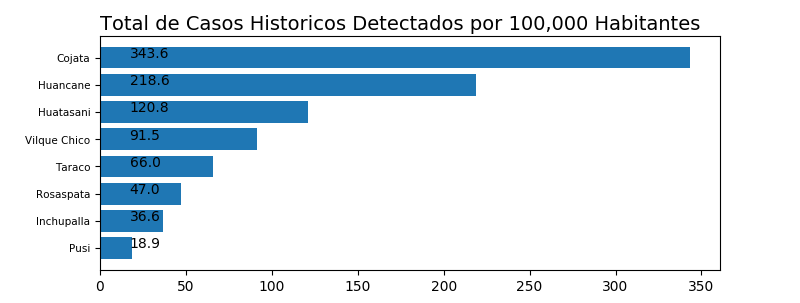 Total de Casos Historicos Detectados por 100,000 Habitantes
Cojata 343.6
Huancane 218.6
Huatasani 120.8
Vilque Chico 91.5
Taraco 66.0
Rosaspata 47.0
Inchupalla 36.6
Pusi 18.9
0 50 100 150 200 250 300 350